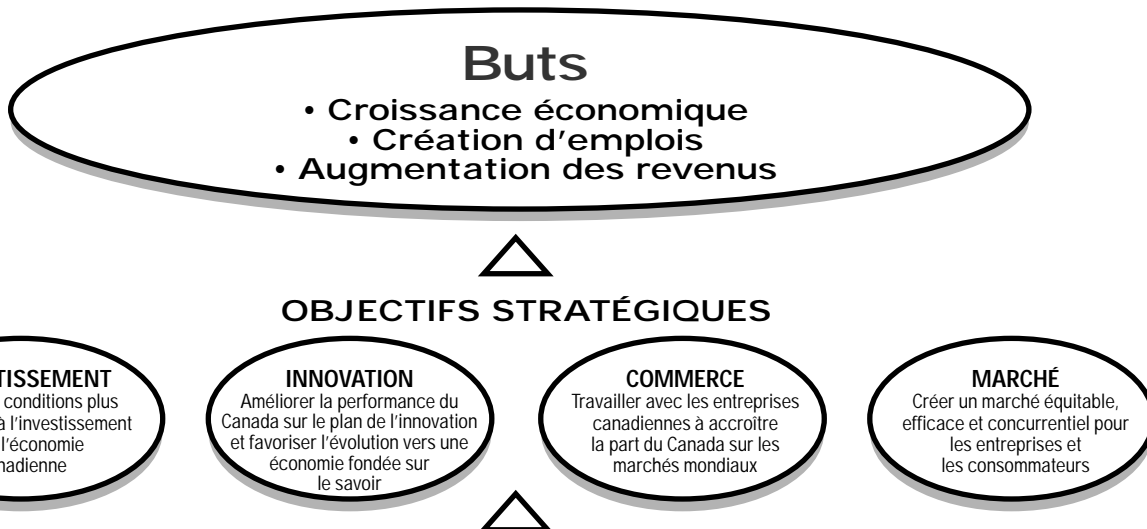 Buts
• Croissance économique
• Création d'emplois
• Augmentation des revenus
OBJECTIFS STRATÉGIQUES
TISSEMENT
conditions plus
à l'investissement
l'économie
nadienne
INNOVATION
Améliorer la performance du
Canada sur le plan de l'innovation
et favoriser l'évolution vers une
économie fondée sur
le savoir
COMMERCE
Travailler avec les entreprises
canadiennes à accroître
la part du Canada sur les
marchés mondiaux
MARCHÉ
Créer un marché équitable,
efficace et concurrentiel pour
les entreprises et
les consommateurs